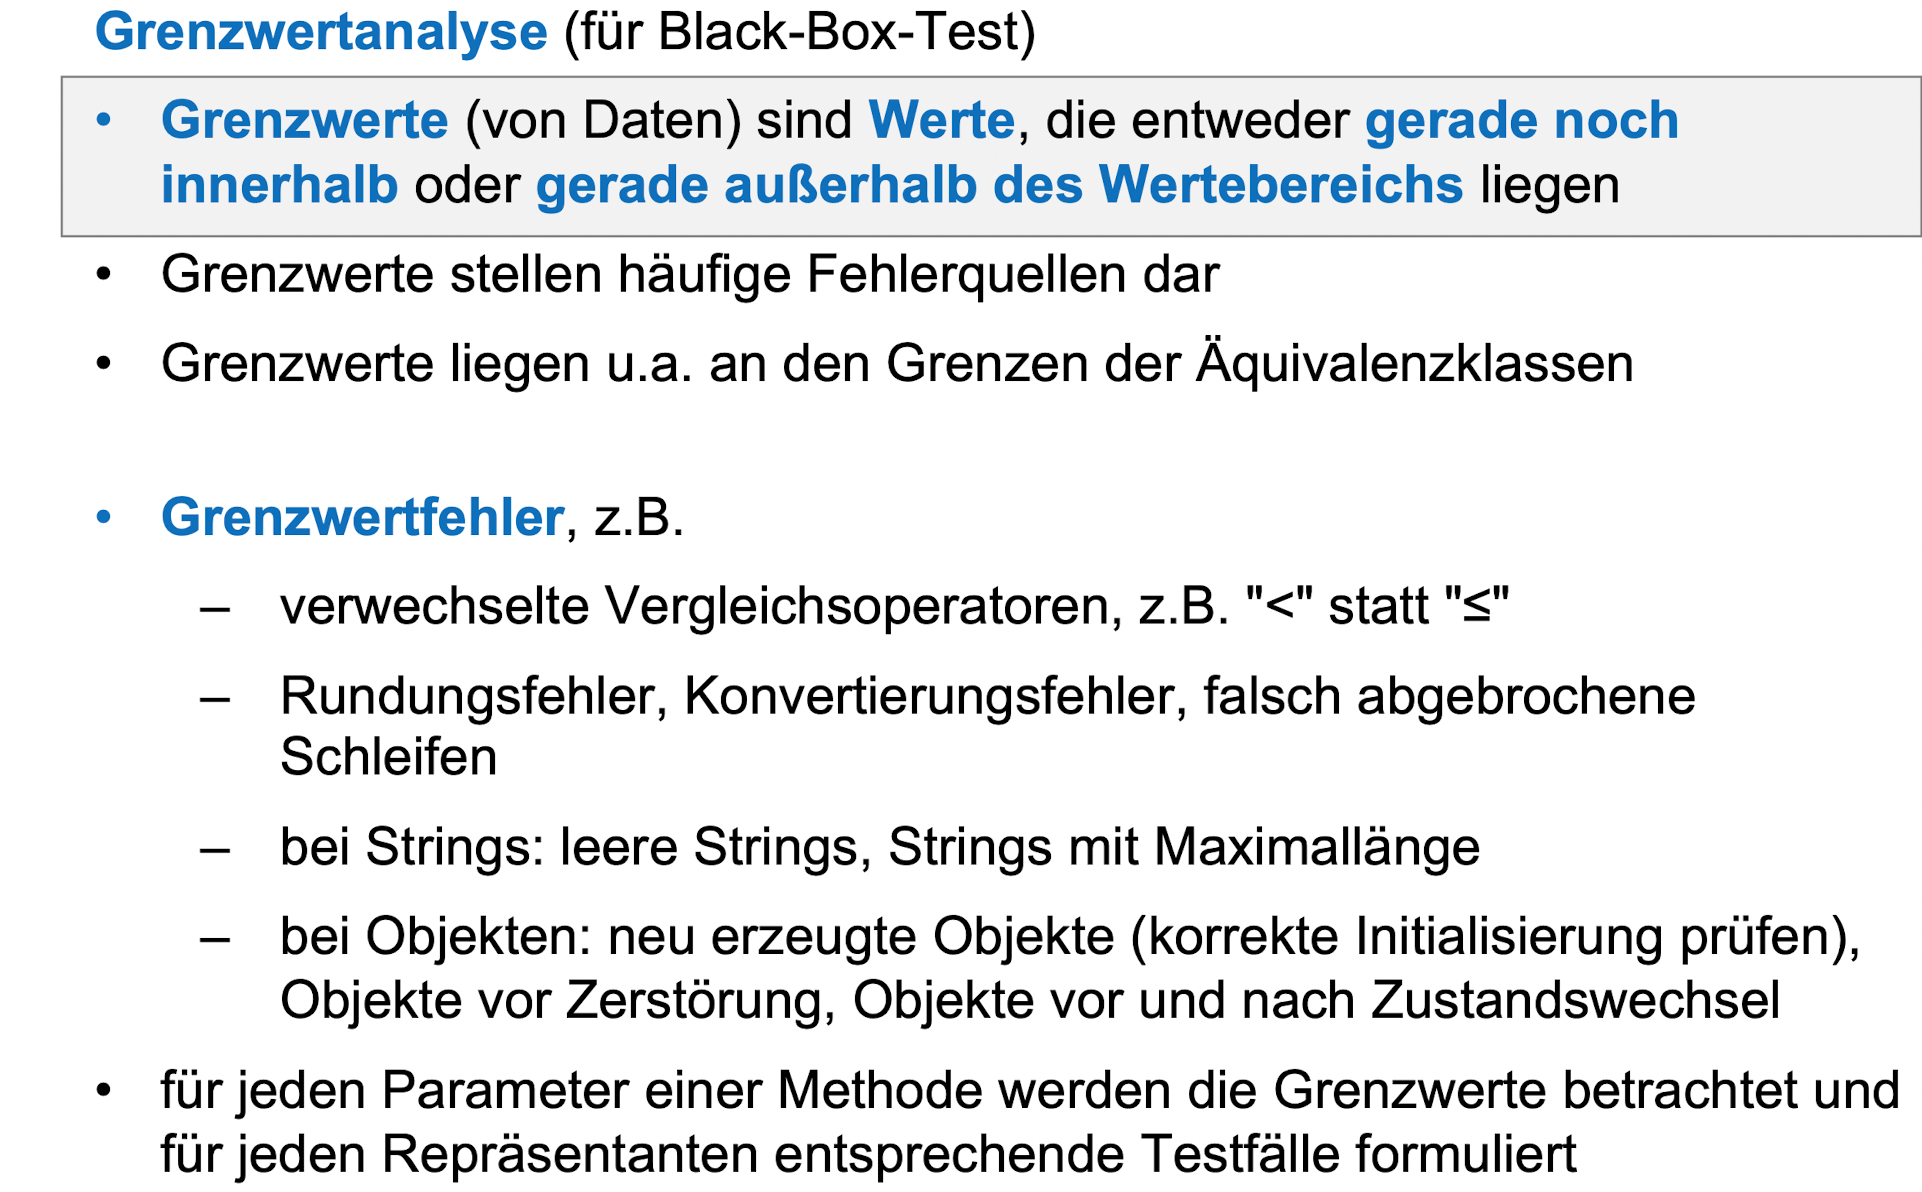 Grenzwertanalyse (für Black-Box-Test)
• Grenzwerte (von Daten) sind Werte, die entweder gerade noch
innerhalb oder gerade außerhalb des Wertebereichs liegen
• Grenzwerte stellen häufige Fehlerquellen dar
• Grenzwerte liegen u.a. an den Grenzen der Äquivalenzklassen
• Grenzwertfehler, z.B.
– verwechselte Vergleichsoperatoren, z.B. "<" statt "≤"
– Rundungsfehler, Konvertierungsfehler, falsch abgebrochene
Schleifen
– bei Strings: leere Strings, Strings mit Maximallänge
– bei Objekten: neu erzeugte Objekte (korrekte Initialisierung prüfen),
Objekte vor Zerstörung, Objekte vor und nach Zustandswechsel
• für jeden Parameter einer Methode werden die Grenzwerte betrachtet und
für jeden Repräsentanten entsprechende Testfälle formuliert